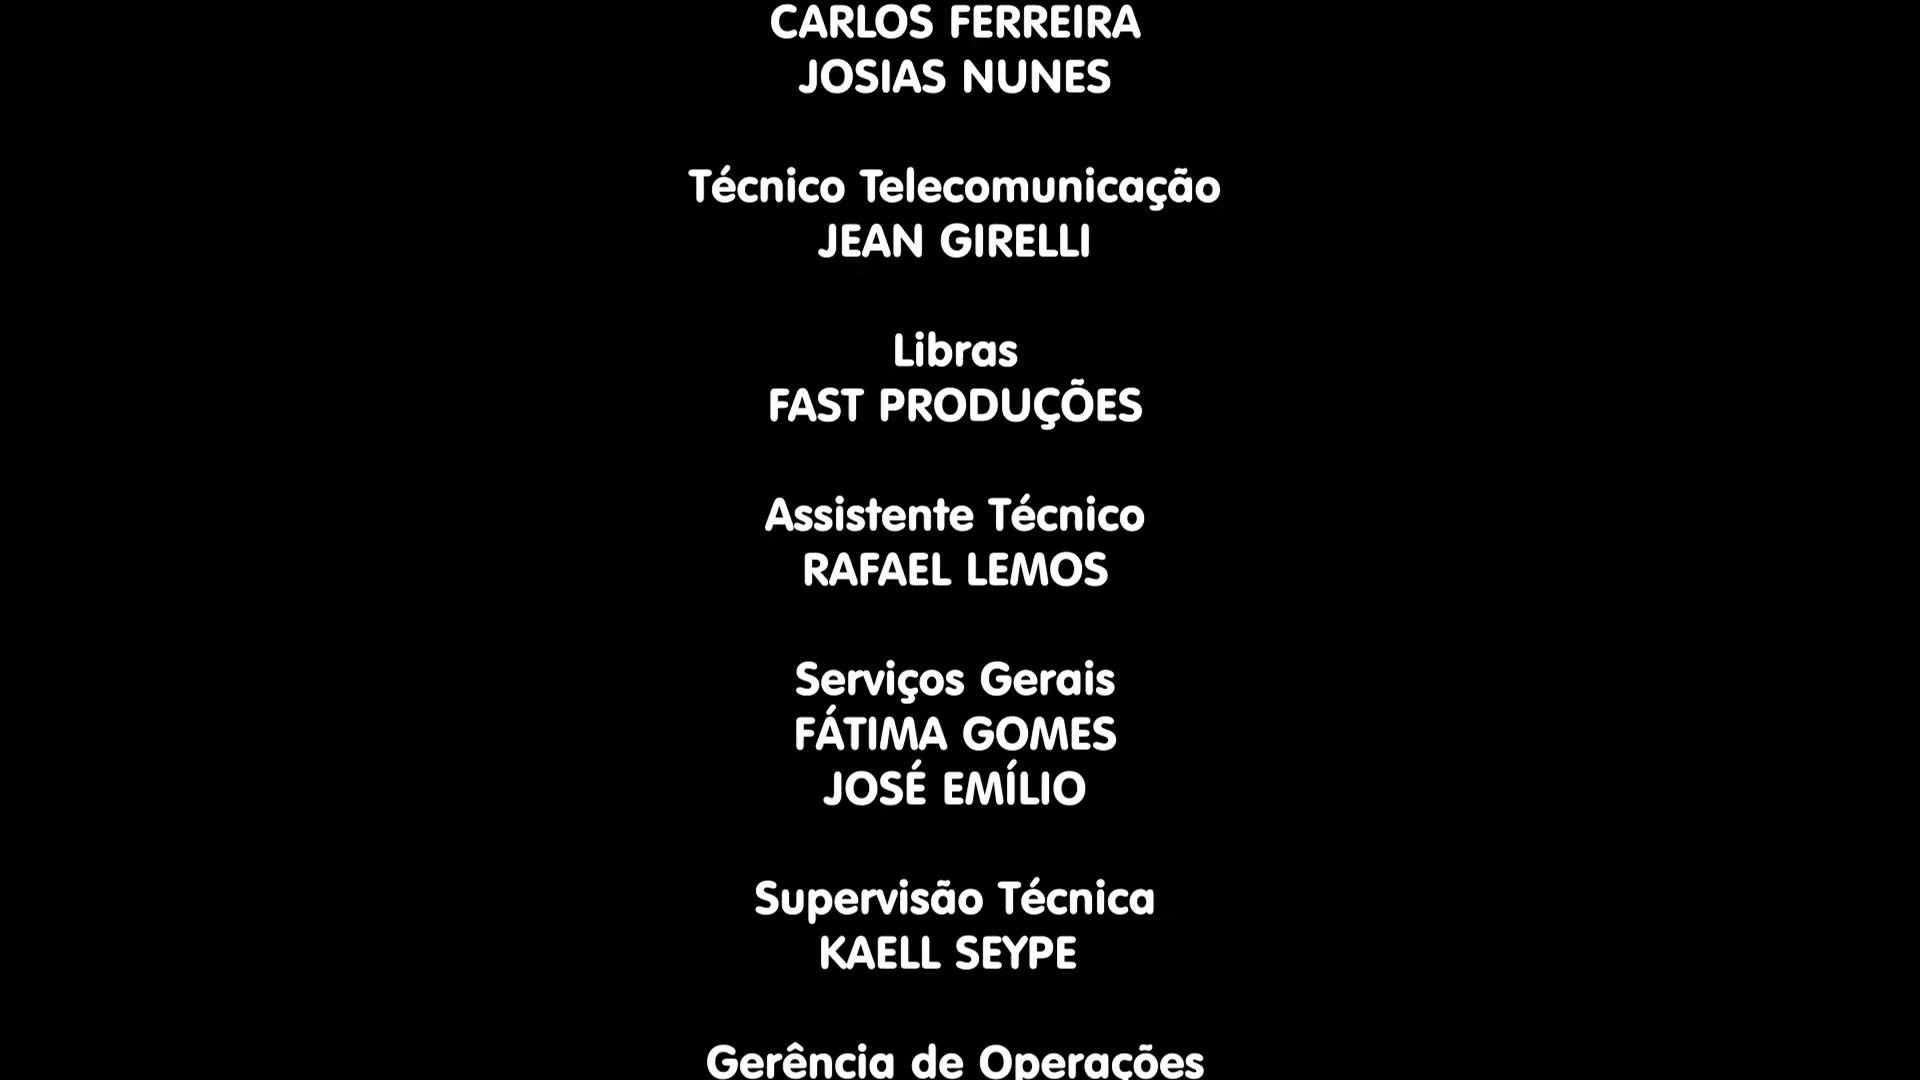 CARLOS FERREIRA
JOSIAS NUNES
Técnico Telecomunicação
JEAN GIRELLI
Libras
FAST PRODUÇÕES
Assistente Técnico
RAFAEL LEMOS
Serviços Gerais
FÁTIMA GOMES
JOSÉ EMÍLIO
Supervisão Técnica
KAELL SEYPE
Gerência de Operações